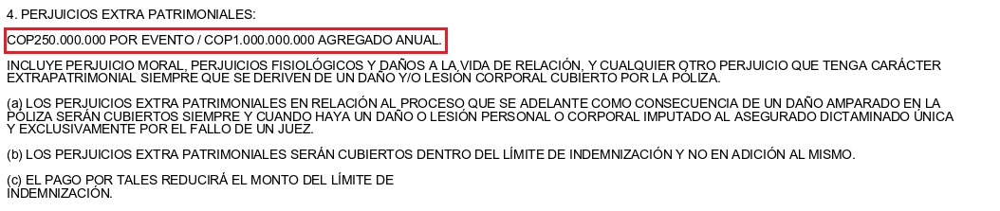 4. PERJUICIOS EXTRA PATRIMONIALES:
COP250.000.000 POR EVENTO / COP1.000.000.000 AGREGADO ANUAL.
INCLUYE PERJUICIO MORAL, PERJUICIOS FISIOLÓGICOS Y DAÑOS A LA VIDA DE RELACIÓN, Y CUALQUIER OTRO PERJUICIO QUE TENGA CARÁCTER
EXTRAPATRIMONIAL SIEMPRE QUE SE DERIVEN DE UN DAÑO Y/O LESIÓN CORPORAL CUBIERTO POR LA PÓLIZA.
(a) LOS PERJUICIOS EXTRA PATRIMONIALES EN RELACIÓN AL PROCESO QUE SE ADELANTE COMO CONSECUENCIA DE UN DAÑO AMPARADO EN LA
PÓLIZA SERÁN CUBIERTOS SIEMPRE Y CUANDO HAYA UN DAÑO O LESIÓN PERSONAL O CORPORAL IMPUTADO AL ASEGURADO DICTAMINADO ÚNICA
Y EXCLUSIVAMENTE POR EL FALLO DE UN JUEZ.
(b) LOS PERJUICIOS EXTRA PATRIMONIALES SERÁN CUBIERTOS DENTRO DEL LÍMITE DE INDEMNIZACIÓN Y NO EN ADICIÓN AL MISMO.
(c) EL PAGO POR TALES REDUCIRÁ EL MONTO DEL LÍMITE DE
INDEMNIZACIÓN.